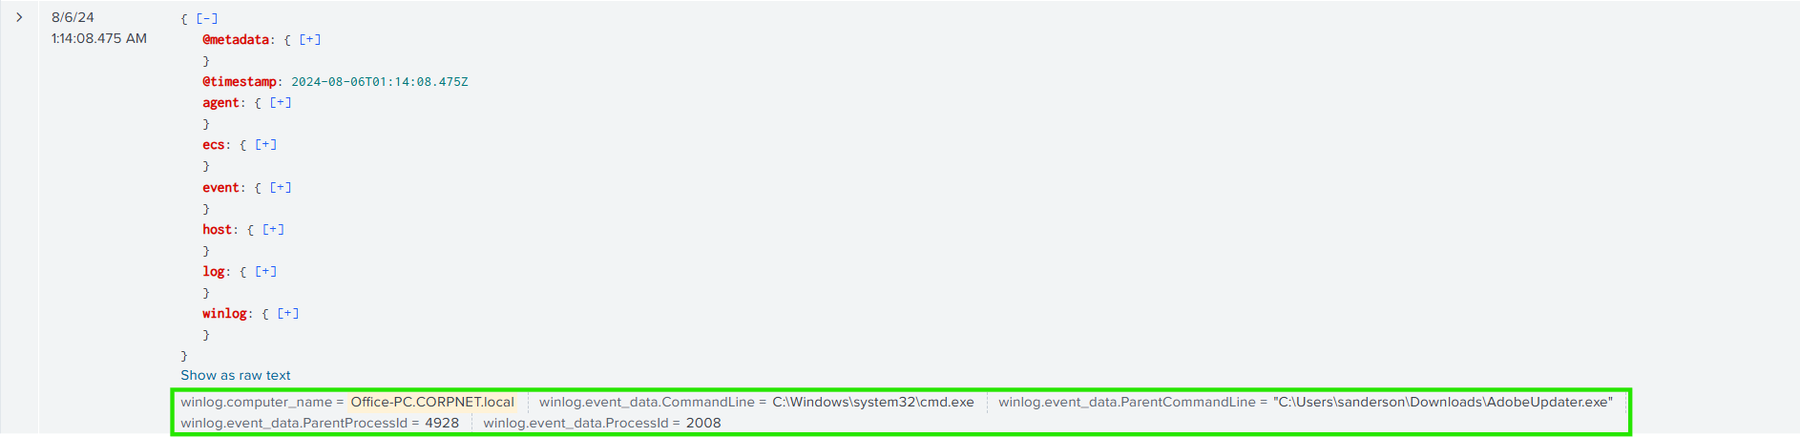 8/6/24
1:14:08.475 AM
{ [-]
@metadata: { [+]
}
@timestamp: 2024-08-06T01:14:08.475Z
agent: { [+]
}
ecs: { [+]
}
event: { [+]
}
host: { [+]
}
log: { [+]
}
winlog: { [+]
}
}
Show as raw text
winlog.computer_name = Office-PC.CORPNET.local winlog.event_data.CommandLine = C:\Windows\system32\cmd.exe winlog.event_data.ParentCommandLine = "C:\Users\sanderson\Downloads\AdobeUpdater.exe"
winlog.event_data.ParentProcessId = 4928 winlog.event_data.ProcessId = 2008